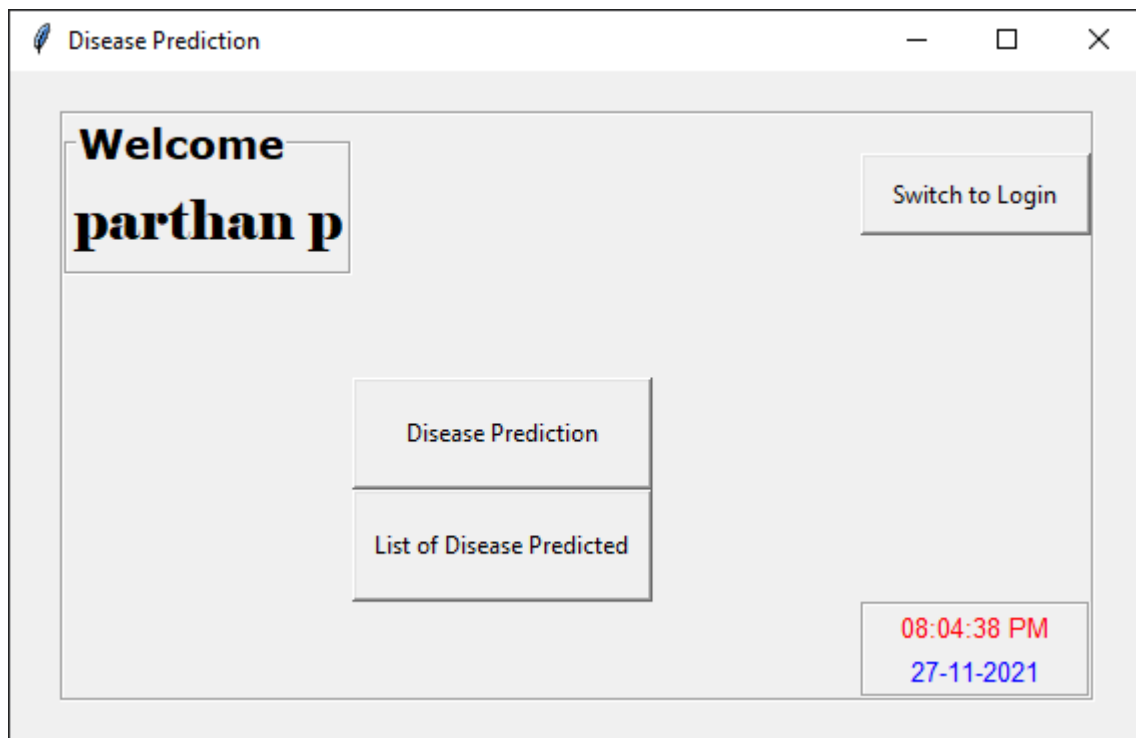 Disease Prediction
Welcome
parthan p
Switch to Login
Disease Prediction
List of Disease Predicted
08:04:38 PM
27-11-2021